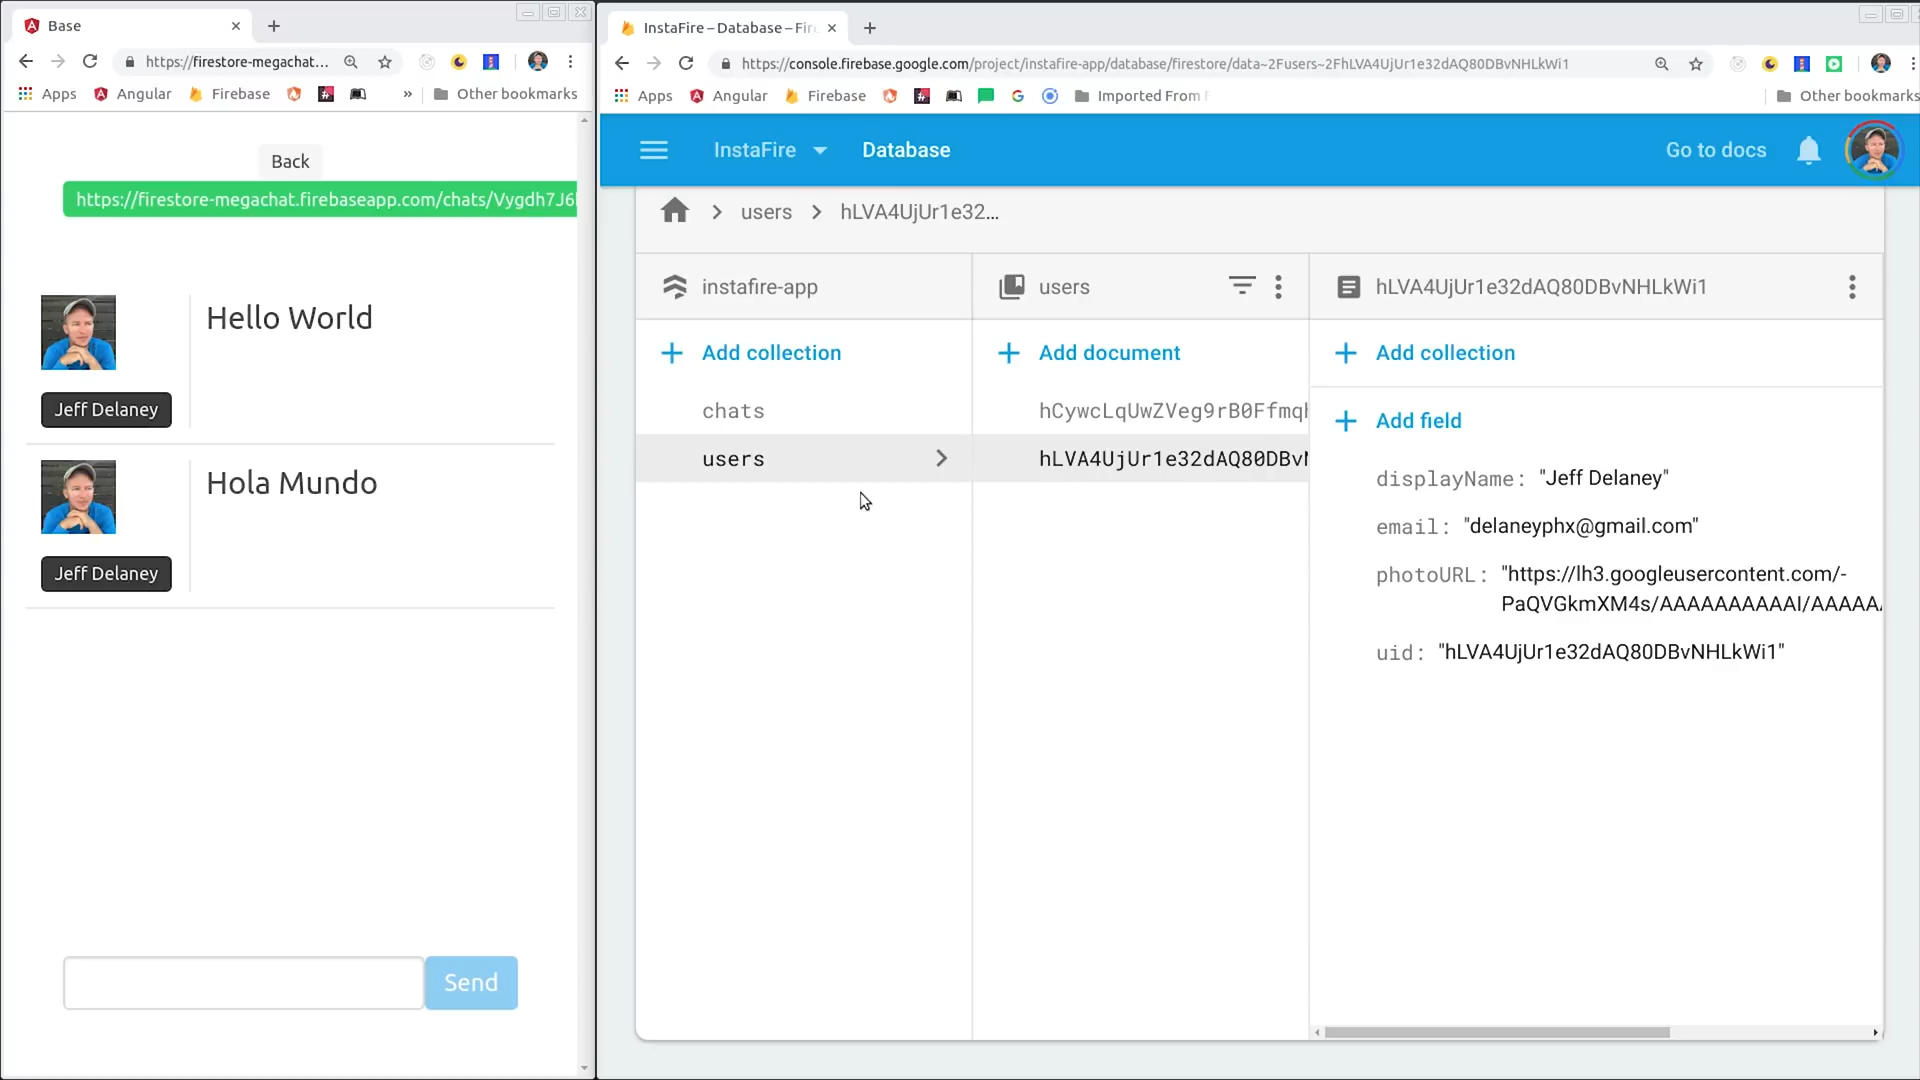 Base
https://firestore-megachat...
Apps
Angular
Firebase
»
Other bookmarks
Back
https://firestore-megachat.firebaseapp.com/chats/Vygdh7J6
Hello World
Jeff Delaney
Hola Mundo
Jeff Delaney
Send
InstaFire – Database – Fir
https://console.firebase.google.com/project/instafire-app/database/firestore/data~2Fusers~2FhLVA4UjUr1e32dAQ80DBvNHLkWi1
Apps
Angular
Firebase
Imported From
Other bookmarks
InstaFire
Database
Go to docs
users
hLVA4UjUr1e32...
instafire-app
users
hLVA4UjUr1e32dAQ80DBvNHLkWi1
+ Add collection
+ Add document
+ Add collection
chats
users
hCywcLqUwZVeg9rB0Ffmq
hLVA4UjUr1e32dAQ80DBv
+ Add field
displayName: "Jeff Delaney"
email: "delaneyphx@gmail.com"
photoURL: "https://lh3.googleusercontent.com/-
PaQVGkmXM4s/AAAAAAAAAAI/AAAAA
uid: "hLVA4UjUr1e32dAQ80DBvNHLkWi1"